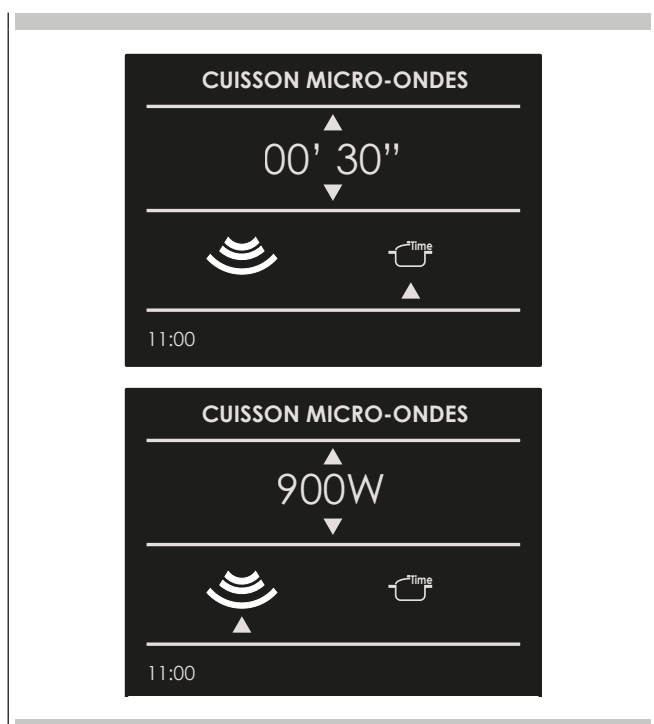 CUISSON MICRO-ONDES
00’ 30’’
Time
11:00
CUISSON MICRO-ONDES
900W
Time
11:00